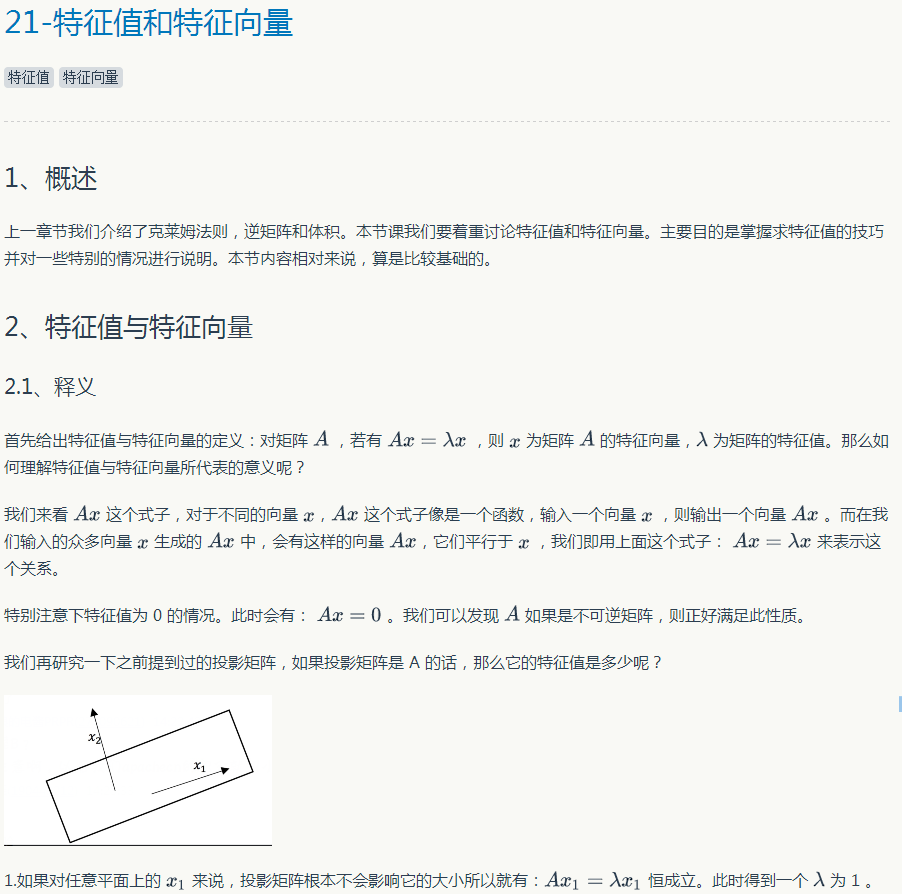 21-特征值和特征向量
特征值 特征向量
1、概述
上一章节我们介绍了克莱姆法则，逆矩阵和体积。本节课我们要着重讨论特征值和特征向量。主要目的是掌握求特征值的技巧
并对一些特别的情况进行说明。本节内容相对来说，算是比较基础的。
2、特征值与特征向量
2.1、释义
首先给出特征值与特征向量的定义：对矩阵 A ，若有 Ax = λx ，则 x 为矩阵 A 的特征向量，λ 为矩阵的特征值。那么如
何理解特征值与特征向量所代表的意义呢？
我们来看 Ax 这个式子，对于不同的向量 x，Ax 这个式子像是一个函数，输入一个向量 x ，则输出一个向量 Ax 。而在我
们输入的众多向量 x 生成的 Ax 中，会有这样的向量 Ax，它们平行于 x ，我们即用上面这个式子： Ax = λx 来表示这
个关系。
特别注意下特征值为 0 的情况。此时会有： Ax = 0 。我们可以发现 A 如果是不可逆矩阵，则正好满足此性质。
我们再研究一下之前提到过的投影矩阵，如果投影矩阵是 A 的话，那么它的特征值是多少呢？
x₂
x₁
1.如果对任意平面上的 x₁ 来说，投影矩阵根本不会影响它的大小所以就有：Ax₁ = λx₁ 恒成立。此时得到一个 λ 为 1 。